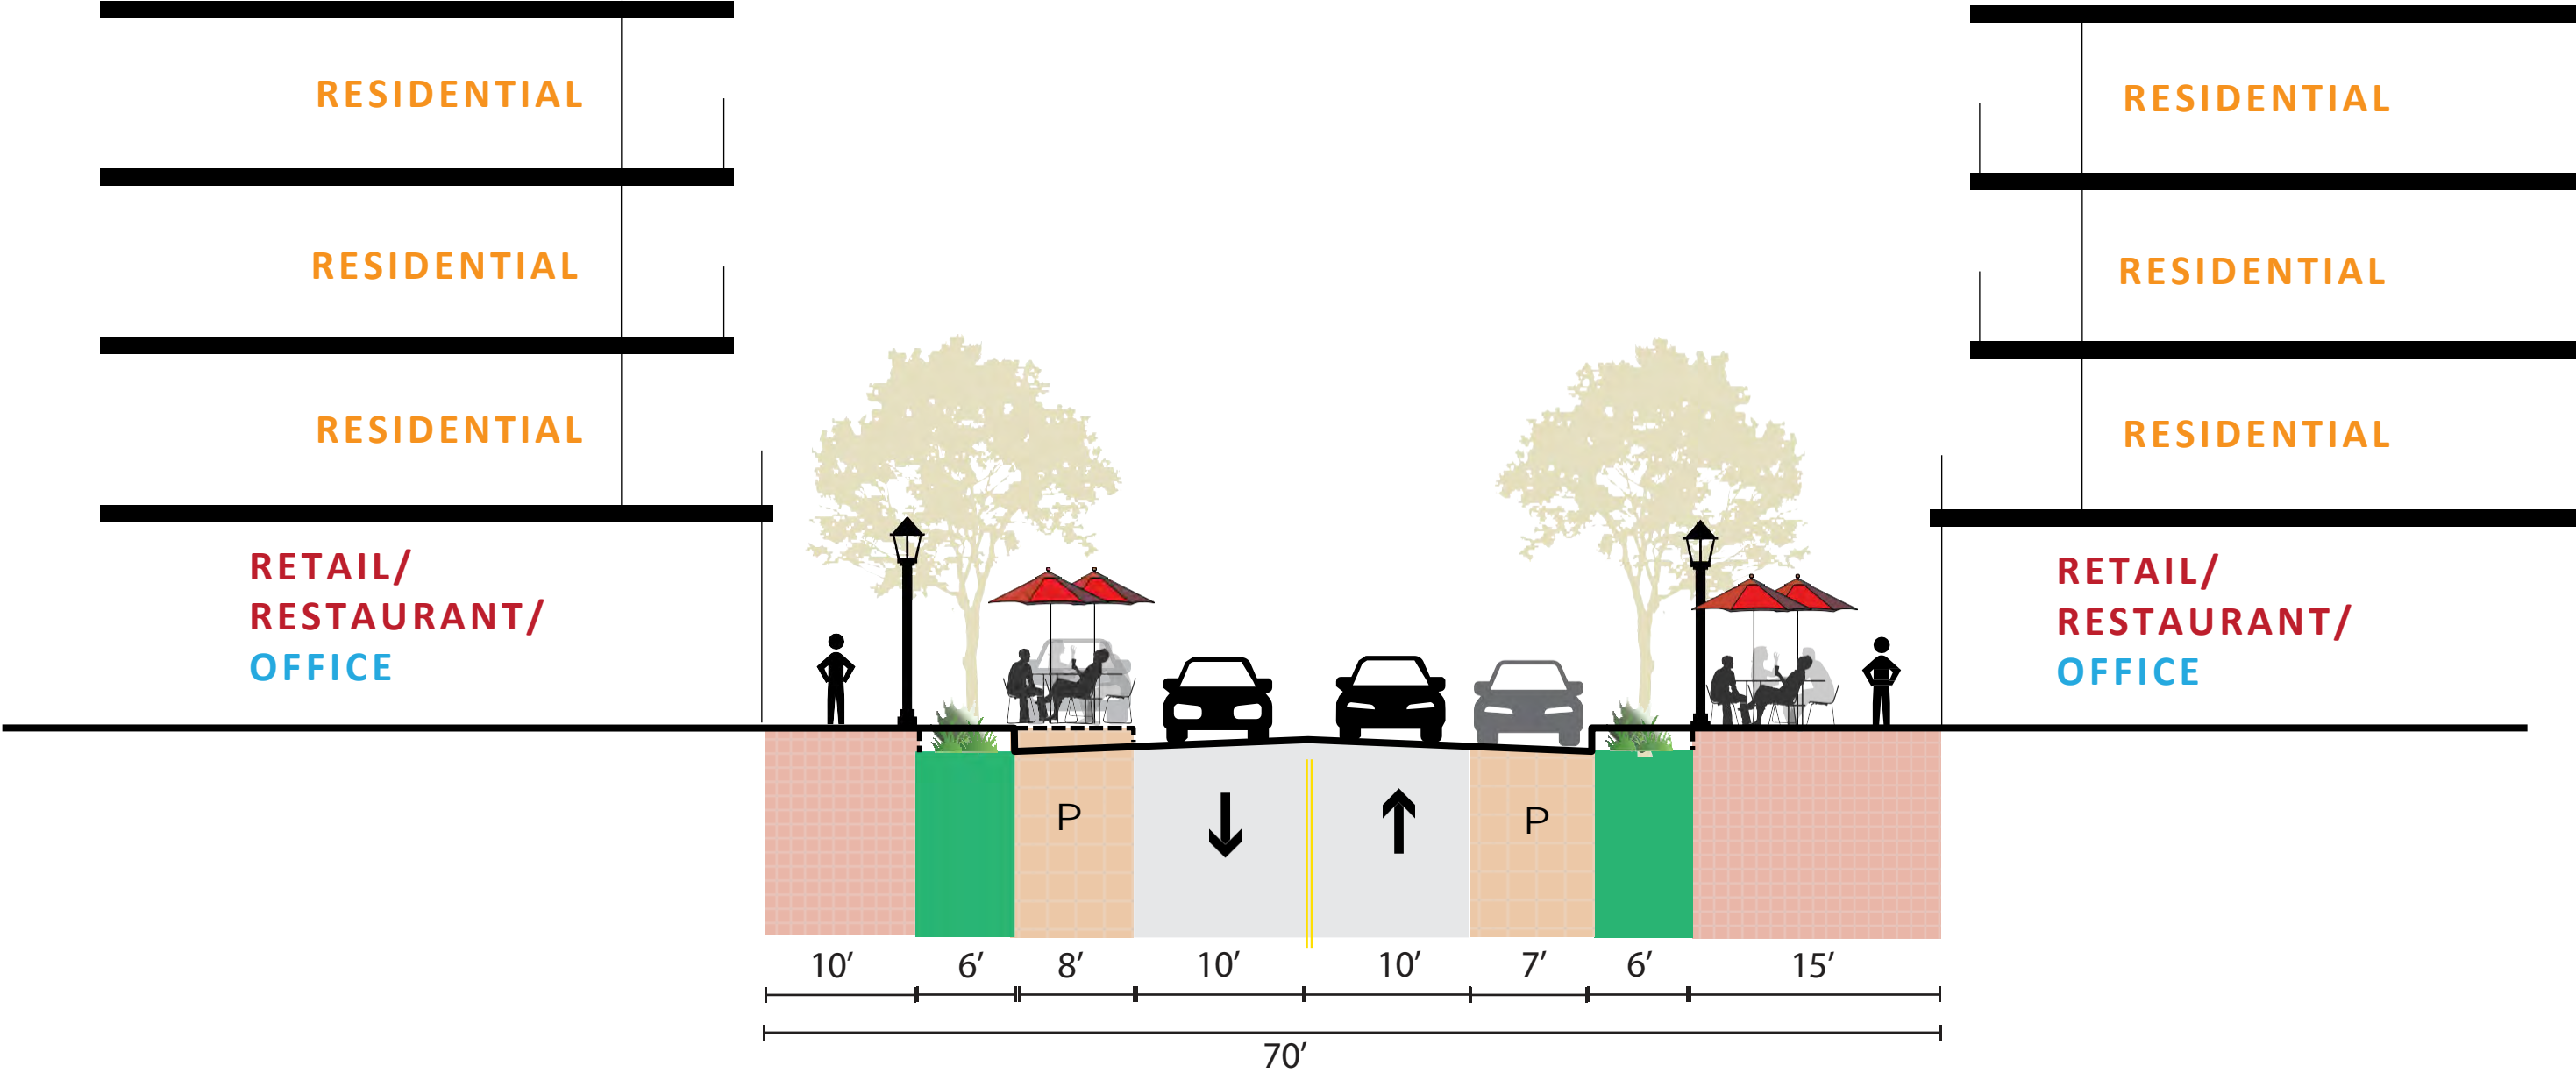 RESIDENTIAL
RESIDENTIAL
RESIDENTIAL
RESIDENTIAL
RESIDENTIAL
RESIDENTIAL
RETAIL/
RESTAURANT/
OFFICE
RETAIL/
RESTAURANT/
OFFICE
P
P
10′ 6′ 8′ 10′ 10′ 7′ 6′ 15′
70′